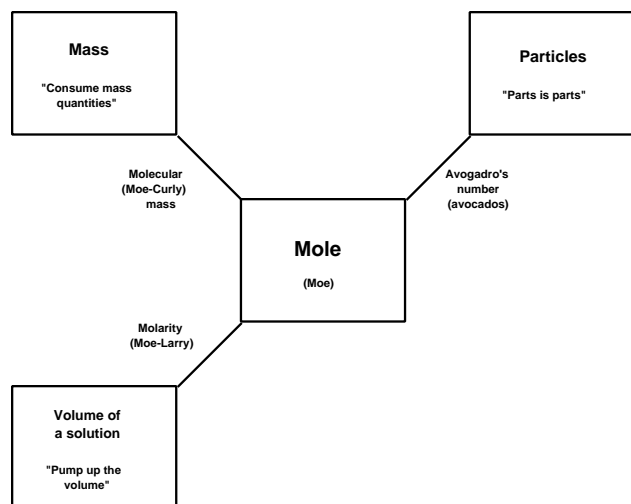 Mass
"Consume mass
quantities"
Particles
"Parts is parts"
Molecular
(Moe-Curly)
mass
Avogadro's
number
(avocados)
Mole
(Moe)
Molarity
(Moe-Larry)
Volume of
a solution
"Pump up the
volume"